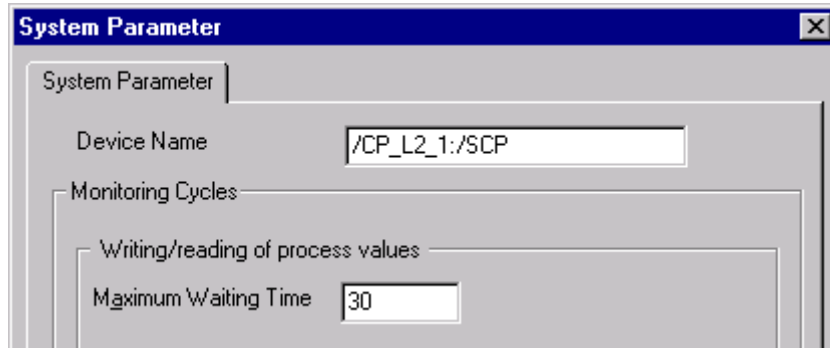 System Parameter
System Parameter
Device Name /CP_L2_1:/SCP
Monitoring Cycles
Writing/reading of process values
Maximum Waiting Time 30